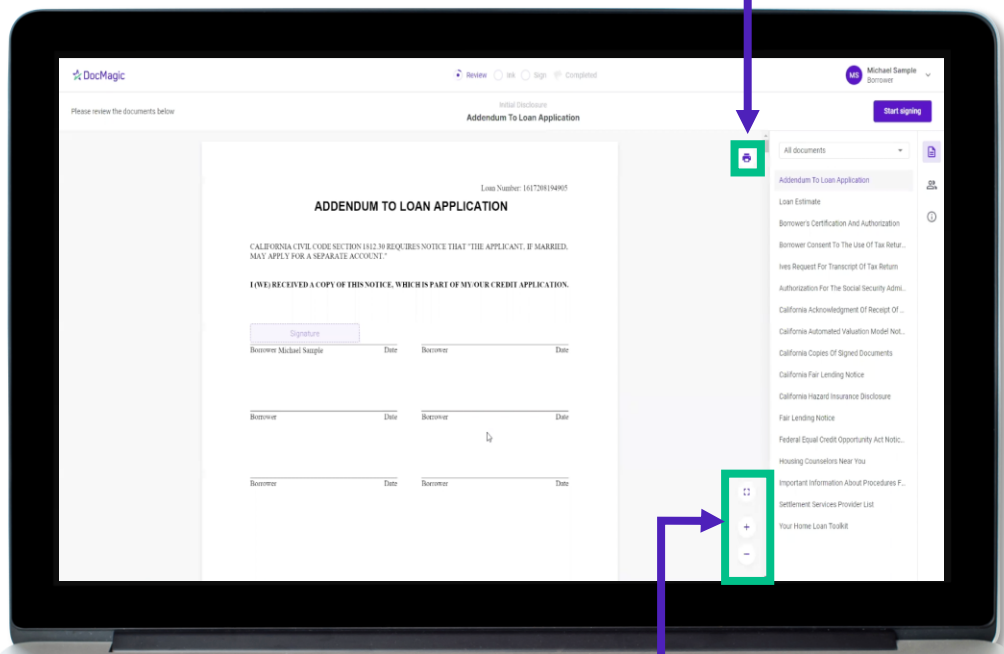 DocMagic
Review Ink Sign Completed
MS Michael Sample
Borrower
Please review the documents below
Initial Disclosure
Addendum To Loan Application
Start signing
Loan Number: 1617208194905
ADDENDUM TO LOAN APPLICATION
CALIFORNIA CIVIL CODE SECTION 1812.30 REQUIRES NOTICE THAT "THE APPLICANT, IF MARRIED,
MAY APPLY FOR A SEPARATE ACCOUNT."
I (WE) RECEIVED A COPY OF THIS NOTICE, WHICH IS PART OF MY/OUR CREDIT APPLICATION.
Signature
Borrower Michael Sample Date Borrower Date
Borrower Date Borrower Date
Borrower Date Borrower Date
All documents
Addendum To Loan Application
Loan Estimate
Borrower's Certification And Authorization
Borrower Consent To The Use Of Tax Retur...
Ives Request For Transcript Of Tax Return
Authorization For The Social Security Admi...
California Acknowledgment Of Receipt Of ...
California Automated Valuation Model Not...
California Copies Of Signed Documents
California Fair Lending Notice
California Hazard Insurance Disclosure
Fair Lending Notice
Federal Equal Credit Opportunity Act Notic...
Housing Counselors Near You
Important Information About Procedures F...
Settlement Services Provider List
Your Home Loan Toolkit